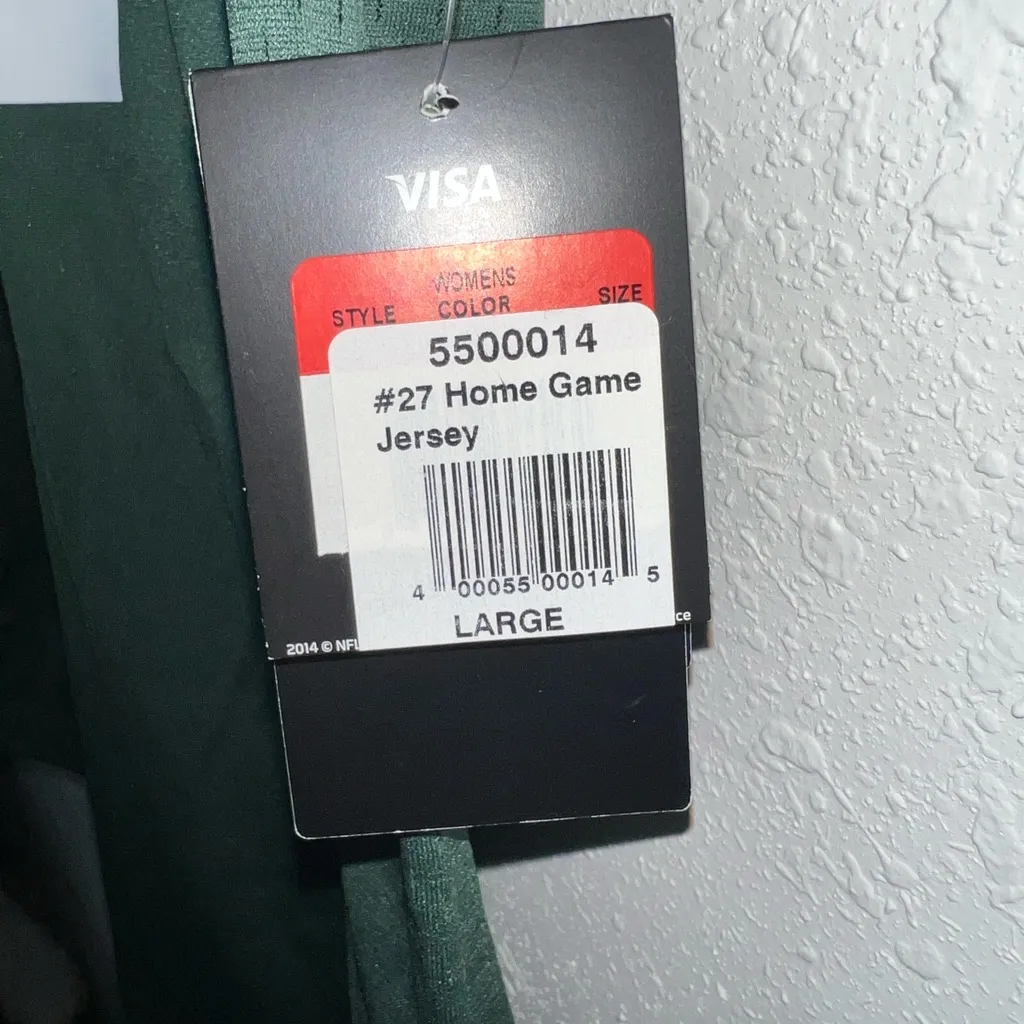 VISA
WOMENS
STYLE COLOR SIZE
5500014
#27 Home Game
Jersey
4 00055 00014 5
LARGE
2014 © NFL